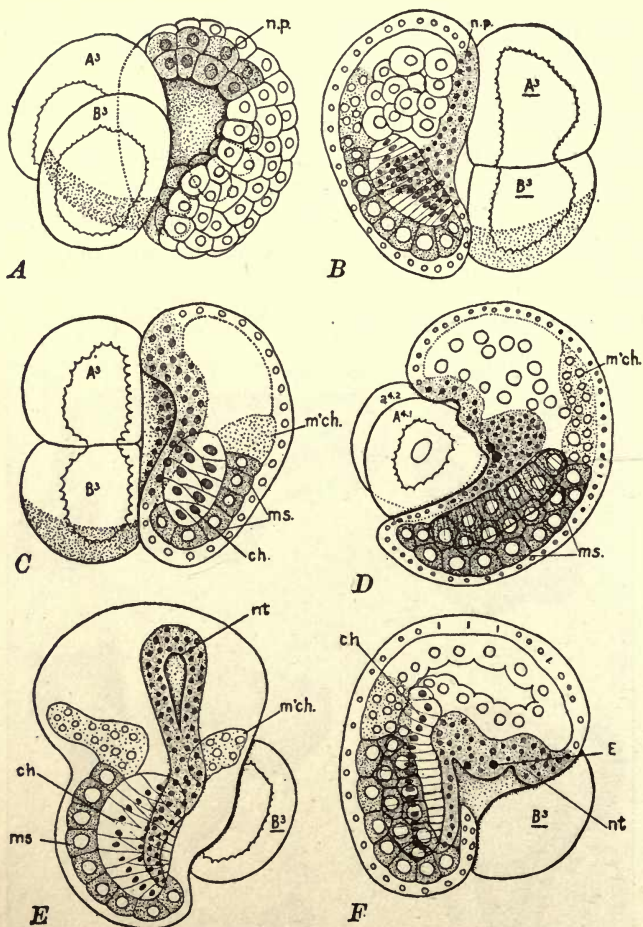 n.p.
A³
B³
A
n.p.
A³
B³
B
A³
B³
m'ch.
ms.
ch.
C
m'ch.
a4.2
A4.1
ms.
D
nt
m'ch.
ch
ms
B³
E
ch
E
nt
B³
F